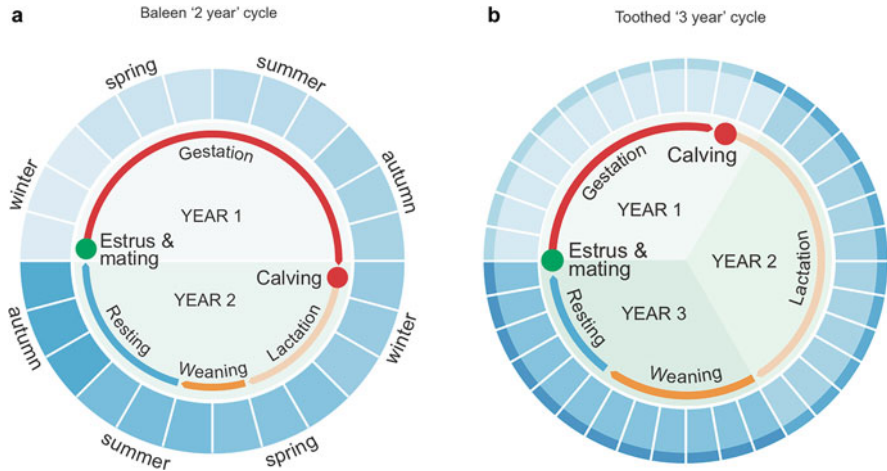 a
Baleen '2 year' cycle
spring
summer
winter
autumn
Gestation
YEAR 1
Estrus &
mating
Calving
YEAR 2
Resting
Lactation
Weaning
autumn
winter
summer
spring
b
Toothed '3 year' cycle
Calving
Gestation
YEAR 1
Estrus &
mating
YEAR 2
Lactation
YEAR 3
Resting
Weaning